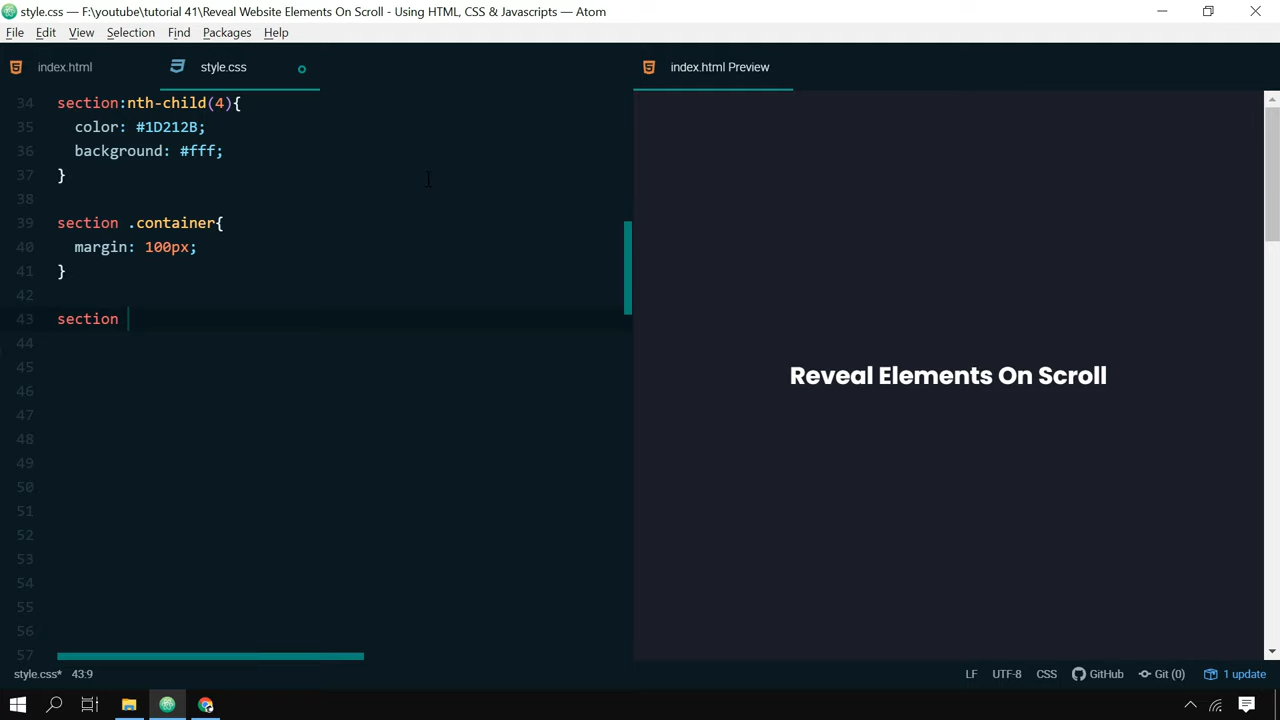 style.css — F:\youtube\tutorial 41\Reveal Website Elements On Scroll - Using HTML, CSS & Javascripts — Atom
File Edit View Selection Find Packages Help
index.html
style.css
index.html Preview
34 section:nth-child(4){
35 color: #1D212B;
36 background: #fff;
37 }
38
39 section .container{
40 margin: 100px;
41 }
42
43 section
44
45
46
47
48
49
50
51
52
53
54
55
56
57
Reveal Elements On Scroll
style.css* 43:9
LF UTF-8 CSS GitHub Git (0) 1 update